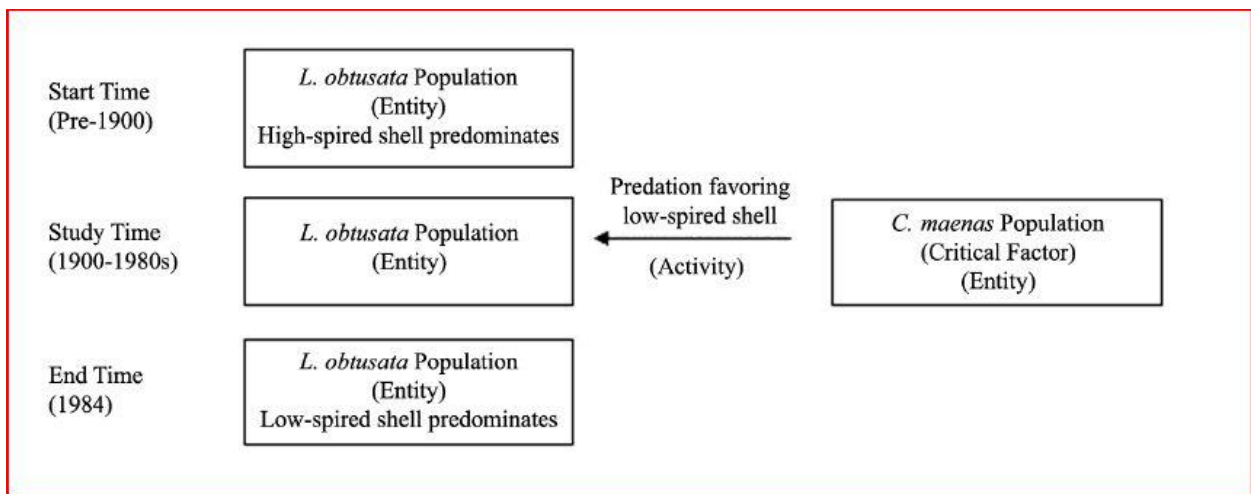 Start Time
(Pre-1900)
L. obtusata Population
(Entity)
High-spired shell predominates
Study Time
(1900-1980s)
L. obtusata Population
(Entity)
Predation favoring
low-spired shell
(Activity)
C. maenas Population
(Critical Factor)
(Entity)
End Time
(1984)
L. obtusata Population
(Entity)
Low-spired shell predominates